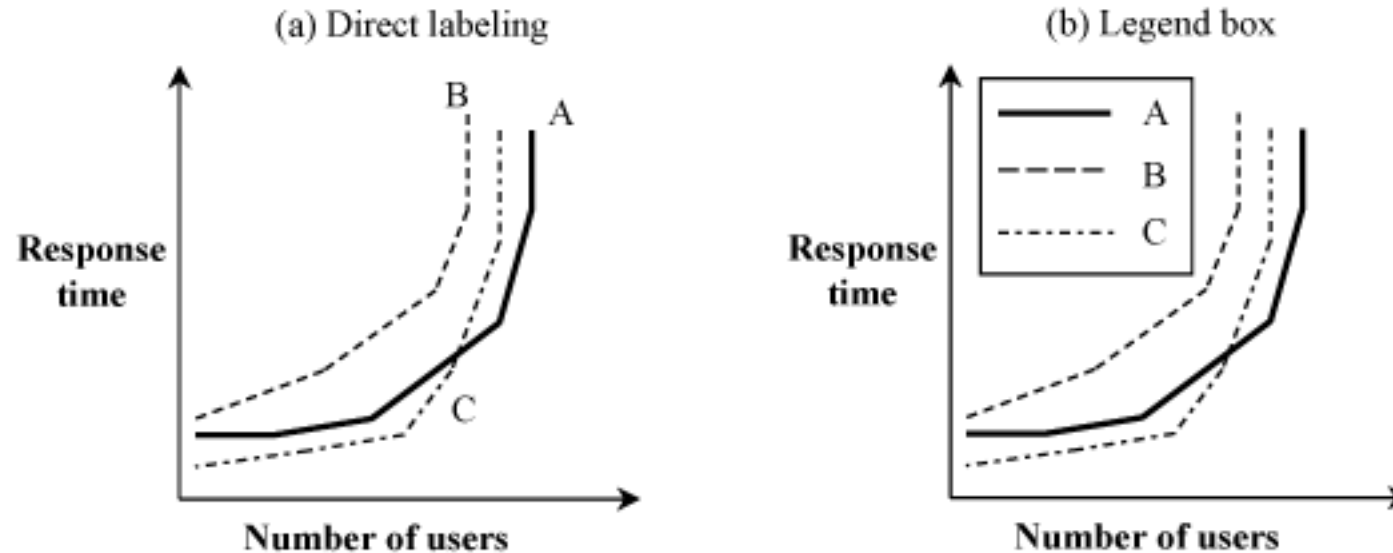 (a) Direct labeling
B
A
Response
time
C
Number of users
(b) Legend box
A
B
C
Response
time
Number of users